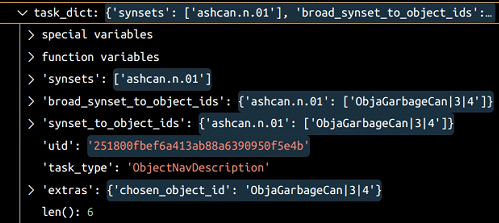 task_dict: {'synsets': ['ashcan.n.01'], 'broad_synset_to_object_ids':…
special variables
function variables
'synsets': ['ashcan.n.01']
'broad_synset_to_object_ids': {'ashcan.n.01': ['ObjaGarbageCan|3|4']}
'synset_to_object_ids': {'ashcan.n.01': ['ObjaGarbageCan|3|4']}
'uid': '251800fbef6a413ab88a6390950f5e4b'
'task_type': 'ObjectNavDescription'
'extras': {'chosen_object_id': 'ObjaGarbageCan|3|4'}
len(): 6